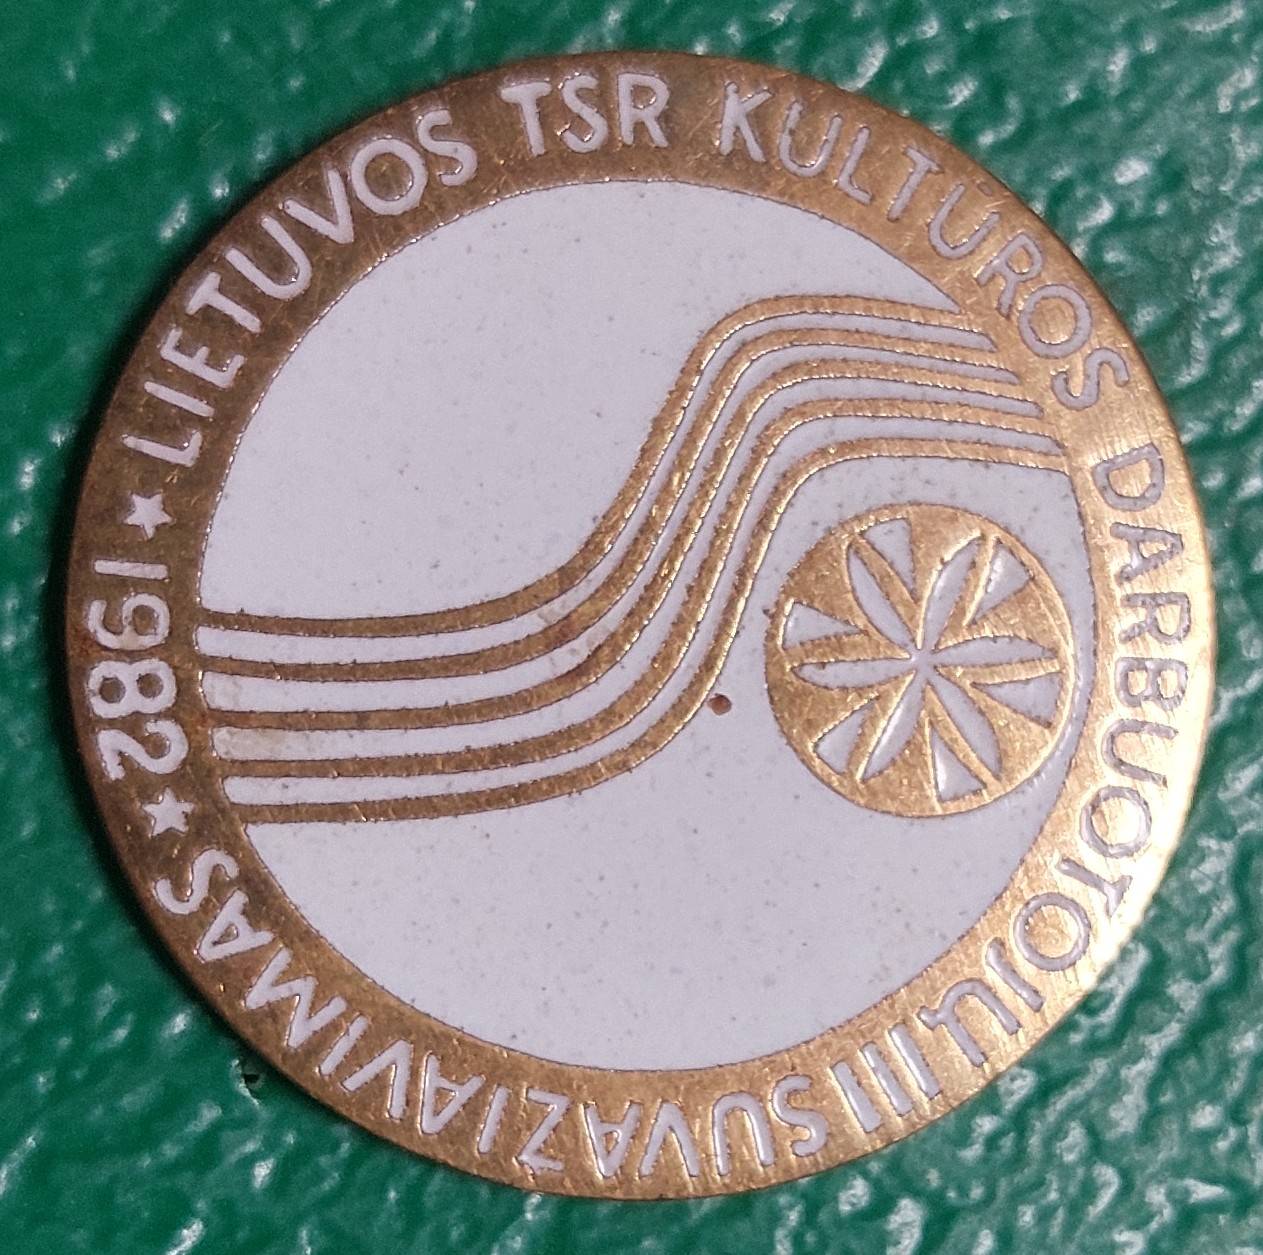 LIETUVOS TSR KULTŪROS DARBUOTOJŲ III SUVAŽIAVIMAS ★ 1982 ★